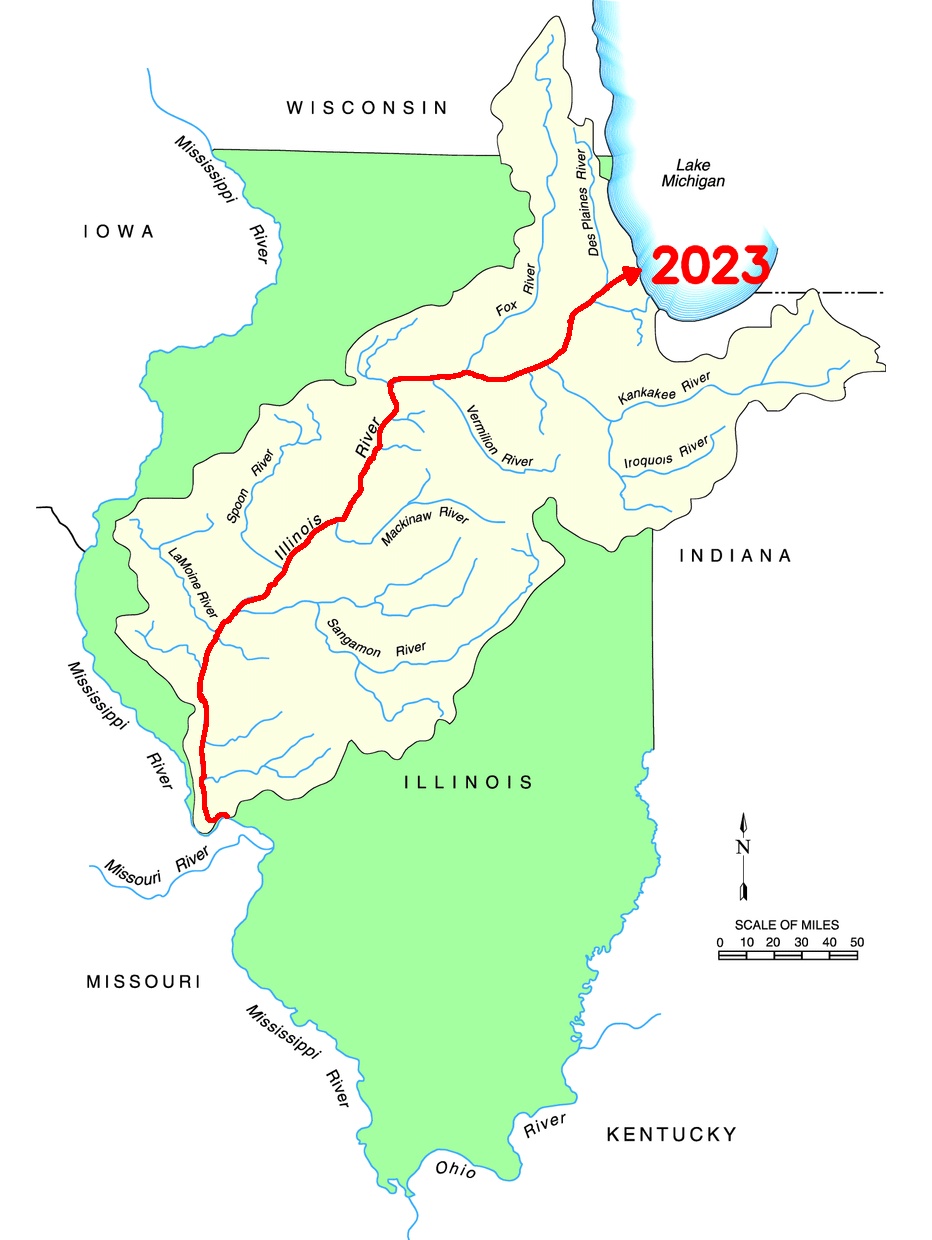 WISCONSIN
Mississippi
River
IOWA
Lake
Michigan
Des Plaines River
2023
Fox
River
Kankakee River
Iroquois River
Vermilion River
River
Illinois
Spoon River
Mackinaw River
LaMoine River
Sangamon River
INDIANA
Mississippi
River
ILLINOIS
Missouri River
N
SCALE OF MILES
0 10 20 30 40 50
MISSOURI
Mississippi
River
KENTUCKY
Ohio
River